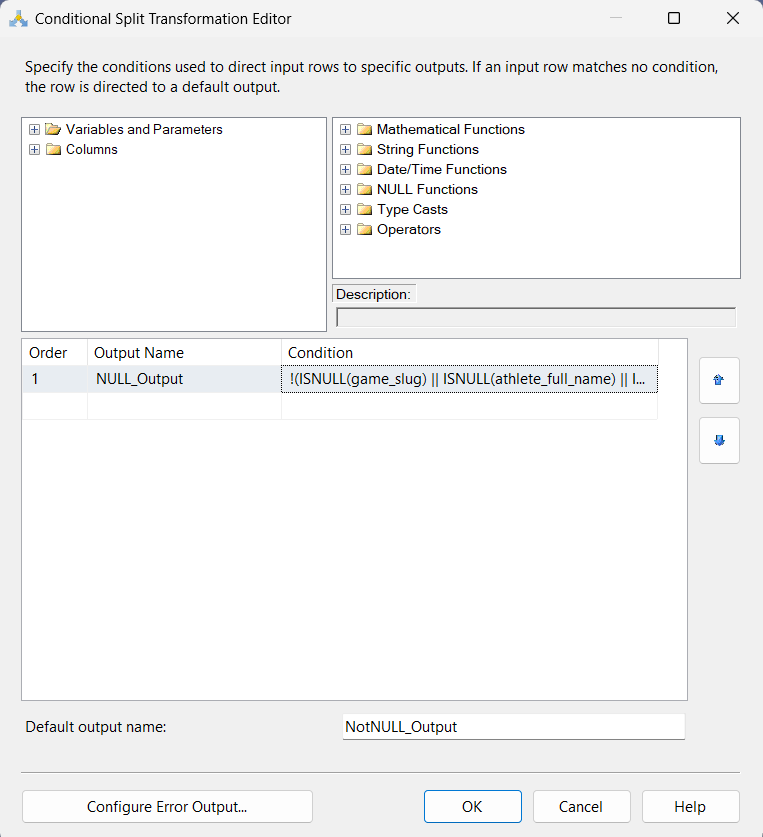 Conditional Split Transformation Editor
Specify the conditions used to direct input rows to specific outputs. If an input row matches no condition,
the row is directed to a default output.
Variables and Parameters
Columns
Mathematical Functions
String Functions
Date/Time Functions
NULL Functions
Type Casts
Operators
Description:
Order Output Name Condition
1 NULL_Output !(ISNULL(game_slug) || ISNULL(athlete_full_name) || I...
Default output name: NotNULL_Output
Configure Error Output... OK Cancel Help